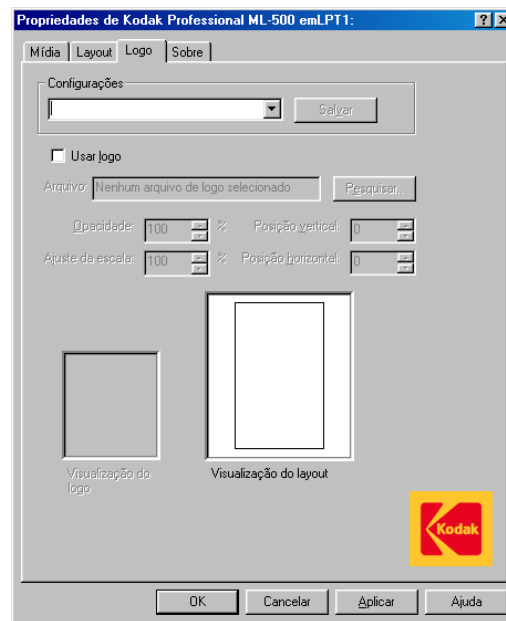 Propriedades de Kodak Professional ML-500 emLPT1:
Mídia Layout Logo Sobre
Configurações
Salvar
Usar logo
Arquivo: Nenhum arquivo de logo selecionado Pesquisar..
Opacidade: 100 % Posição vertical: 0
Ajuste da escala: 100 % Posição horizontal: 0
Visualização do
logo
Visualização do layout
Kodak
OK Cancelar Aplicar Ajuda